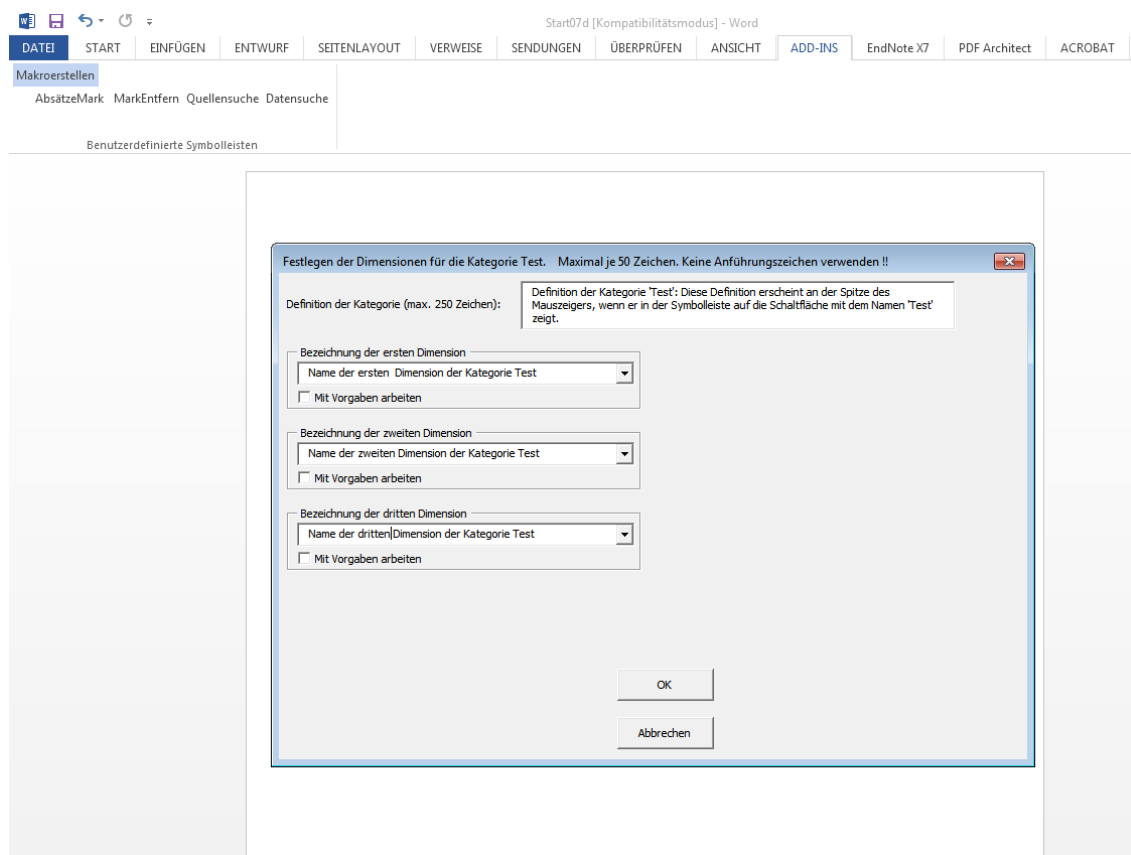 Start07d [Kompatibilitätsmodus] - Word
DATEI START EINFÜGEN ENTWURF SEITENLAYOUT VERWEISE SENDUNGEN ÜBERPRÜFEN ANSICHT ADD-INS EndNote X7 PDF Architect ACROBAT
Makroerstellen
AbsätzeMark MarkEntfern Quellensuche Datensuche
Benutzerdefinierte Symbolleisten
Festlegen der Dimensionen für die Kategorie Test. Maximal je 50 Zeichen. Keine Anführungszeichen verwenden !!
Definition der Kategorie (max. 250 Zeichen):
Definition der Kategorie 'Test': Diese Definition erscheint an der Spitze des
Mauszeigers, wenn er in der Symbolleiste auf die Schaltfläche mit dem Namen 'Test'
zeigt.
Bezeichnung der ersten Dimension
Name der ersten Dimension der Kategorie Test
Mit Vorgaben arbeiten
Bezeichnung der zweiten Dimension
Name der zweiten Dimension der Kategorie Test
Mit Vorgaben arbeiten
Bezeichnung der dritten Dimension
Name der dritten Dimension der Kategorie Test
Mit Vorgaben arbeiten
OK
Abbrechen